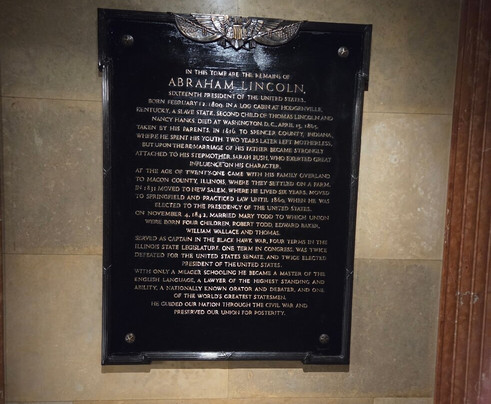 IN THIS TOMB ARE THE REMAINS OF
ABRAHAM LINCOLN,
SIXTEENTH PRESIDENT OF THE UNITED STATES.
BORN FEBRUARY 12, 1809, IN A LOG CABIN AT HODGENVILLE,
KENTUCKY, A SLAVE STATE, SECOND CHILD OF THOMAS LINCOLN AND
NANCY HANKS. DIED AT WASHINGTON, D.C., APRIL 15, 1865.
TAKEN BY HIS PARENTS, IN 1816 TO SPENCER COUNTY, INDIANA,
WHERE HE SPENT HIS YOUTH. TWO YEARS LATER LEFT MOTHERLESS,
BUT UPON THE REMARRIAGE OF HIS FATHER BECAME STRONGLY
ATTACHED TO HIS STEPMOTHER, SARAH BUSH, WHO EXERTED GREAT
INFLUENCE ON HIS CHARACTER.
AT THE AGE OF TWENTY-ONE CAME WITH HIS FAMILY OVERLAND
TO MACON COUNTY, ILLINOIS, WHERE THEY SETTLED ON A FARM.
IN 1831 MOVED TO NEW SALEM, WHERE HE LIVED SIX YEARS. MOVED
TO SPRINGFIELD AND PRACTICED LAW UNTIL 1860, WHEN HE WAS
ELECTED TO THE PRESIDENCY OF THE UNITED STATES.
ON NOVEMBER 4, 1842, MARRIED MARY TODD TO WHICH UNION
WERE BORN FOUR CHILDREN, ROBERT TODD, EDWARD BAKER,
WILLIAM WALLACE AND THOMAS.
SERVED AS CAPTAIN IN THE BLACK HAWK WAR, FOUR TERMS IN THE
ILLINOIS STATE LEGISLATURE, ONE TERM IN CONGRESS, WAS TWICE
DEFEATED FOR THE UNITED STATES SENATE, AND TWICE ELECTED
PRESIDENT OF THE UNITED STATES.
WITH ONLY A MEAGER SCHOOLING HE BECAME A MASTER OF THE
ENGLISH LANGUAGE, A LAWYER OF THE HIGHEST STANDING AND
ABILITY, A NATIONALLY KNOWN ORATOR AND DEBATER, AND ONE
OF THE WORLD'S GREATEST STATESMEN.
HE GUIDED OUR NATION THROUGH THE CIVIL WAR AND
PRESERVED OUR UNION FOR POSTERITY.